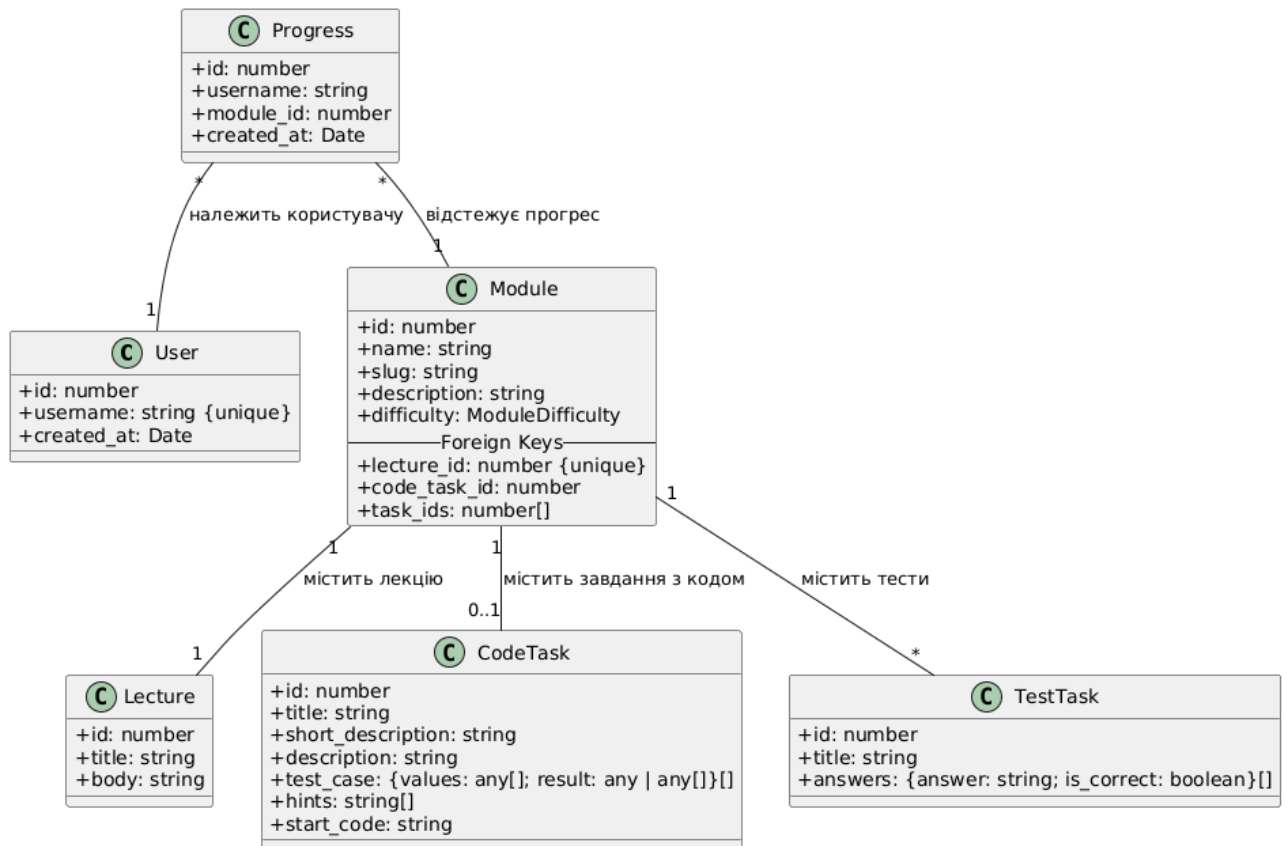 C Progress
+id: number
+username: string
+module_id: number
+created_at: Date
*
*
належить користувачу
відстежує прогрес
1
1
C User
+id: number
+username: string {unique}
+created_at: Date
C Module
+id: number
+name: string
+slug: string
+description: string
+difficulty: ModuleDifficulty
Foreign Keys
+lecture_id: number {unique}
+code_task_id: number
+task_ids: number[]
1
1
1
містить лекцію
містить завдання з кодом
містить тести
1
0..1
*
C Lecture
+id: number
+title: string
+body: string
C CodeTask
+id: number
+title: string
+short_description: string
+description: string
+test_case: {values: any[]; result: any | any[]}[]
+hints: string[]
+start_code: string
C TestTask
+id: number
+title: string
+answers: {answer: string; is_correct: boolean}[]